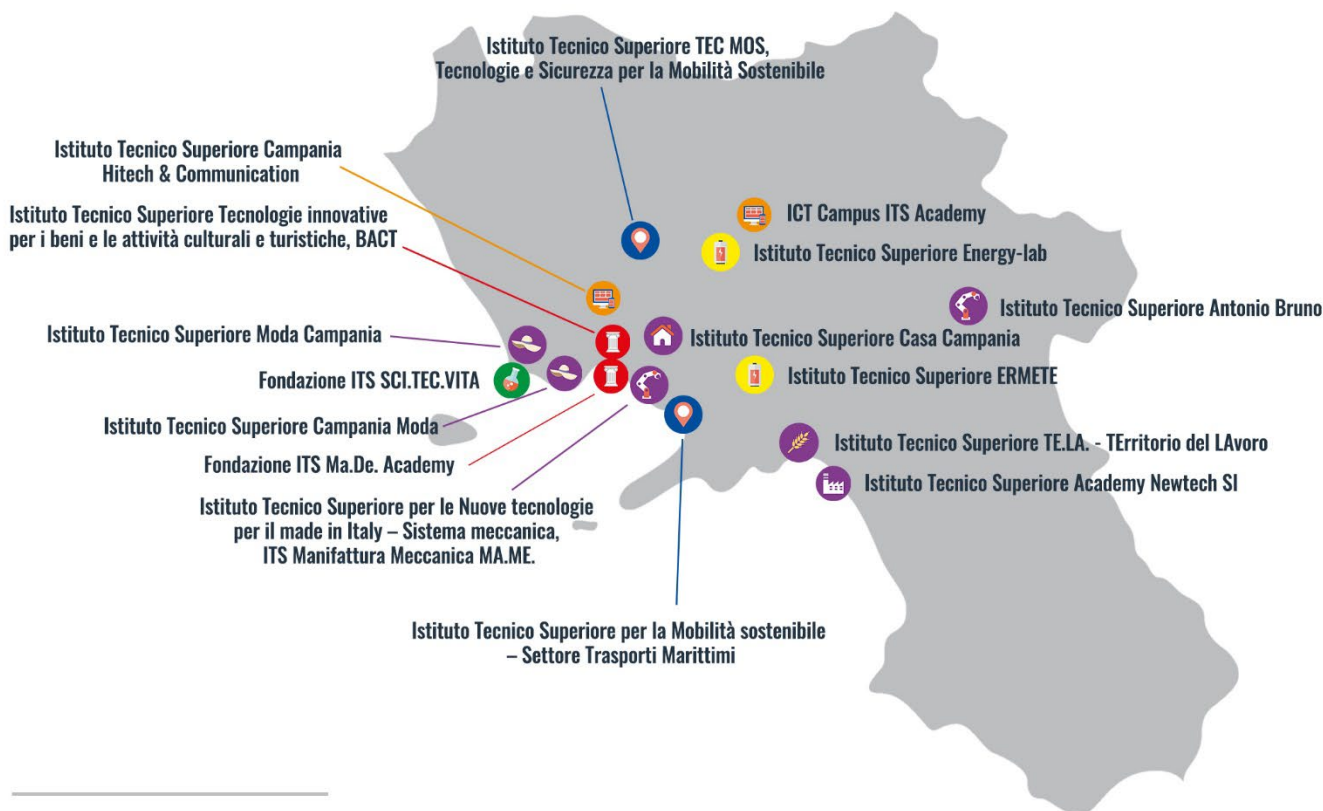 Istituto Tecnico Superiore TEC MOS,
Tecnologie e Sicurezza per la Mobilità Sostenibile
Istituto Tecnico Superiore Campania
Hitech & Communication
Istituto Tecnico Superiore Tecnologie innovative
per i beni e le attività culturali e turistiche, BACT
ICT Campus ITS Academy
Istituto Tecnico Superiore Energy-lab
Istituto Tecnico Superiore Antonio Bruno
Istituto Tecnico Superiore Moda Campania
Istituto Tecnico Superiore Casa Campania
Fondazione ITS SCI.TEC.VITA
Istituto Tecnico Superiore ERMETE
Istituto Tecnico Superiore Campania Moda
Istituto Tecnico Superiore TE.LA. - TErritorio del LAvoro
Fondazione ITS Ma.De. Academy
Istituto Tecnico Superiore Academy Newtech SI
Istituto Tecnico Superiore per le Nuove tecnologie
per il made in Italy – Sistema meccanica,
ITS Manifattura Meccanica MA.ME.
Istituto Tecnico Superiore per la Mobilità sostenibile
– Settore Trasporti Marittimi